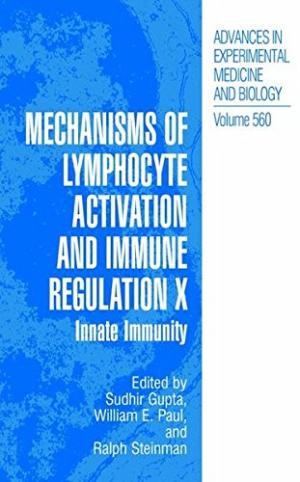 ADVANCES IN
EXPERIMENTAL
MEDICINE
AND BIOLOGY
Volume 560
MECHANISMS OF
LYMPHOCYTE
ACTIVATION
AND IMMUNE
REGULATION X
Innate Immunity
Edited by
Sudhir Gupta,
William E. Paul,
and
Ralph Steinman